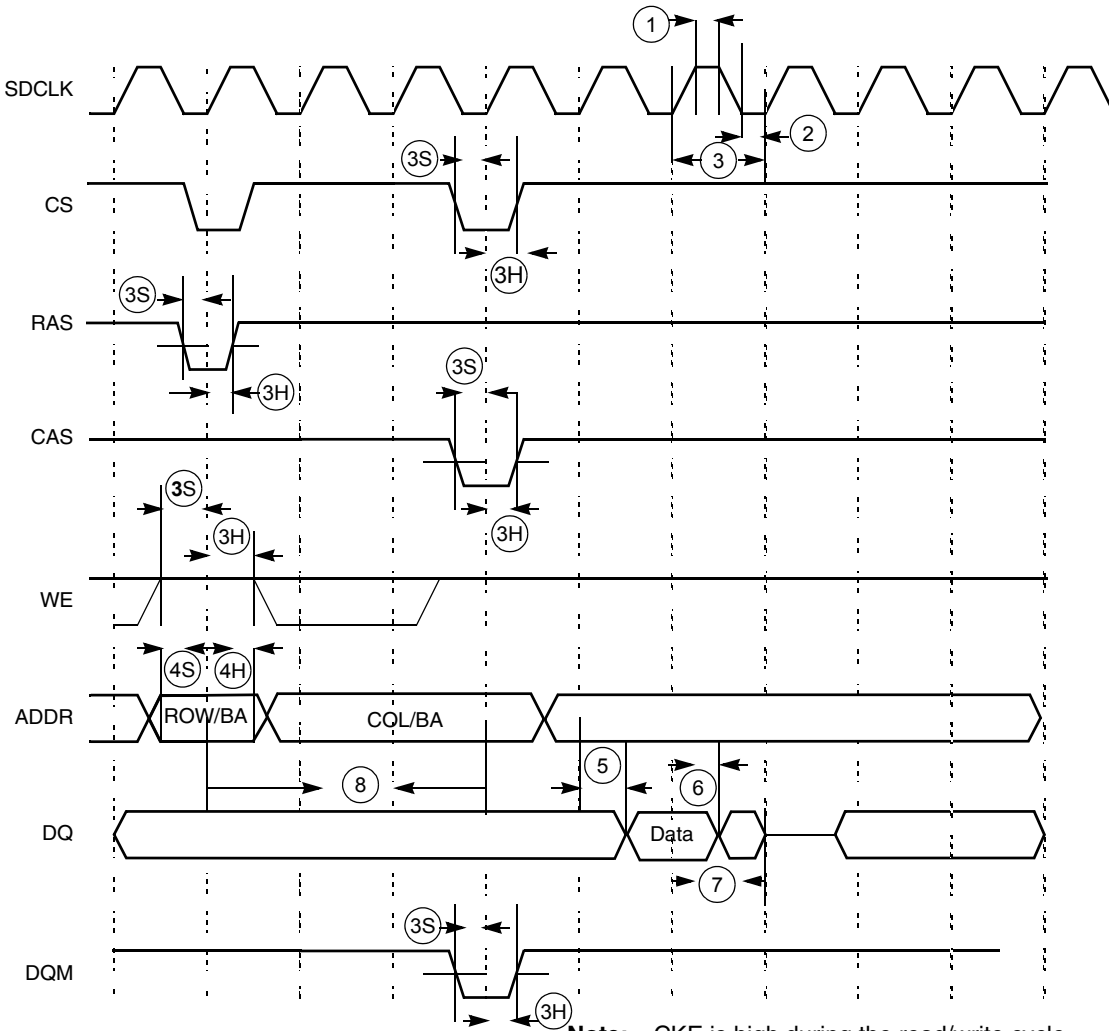 1
SDCLK
2
3S
3
CS
3H
3S
RAS
3S
3H
CAS
3S
3H
3H
WE
4S
4H
ADDR
ROW/BA
COL/BA
5
6
8
DQ
Data
7
3S
DQM
3H
Note: CKE is high during the read/write cycle